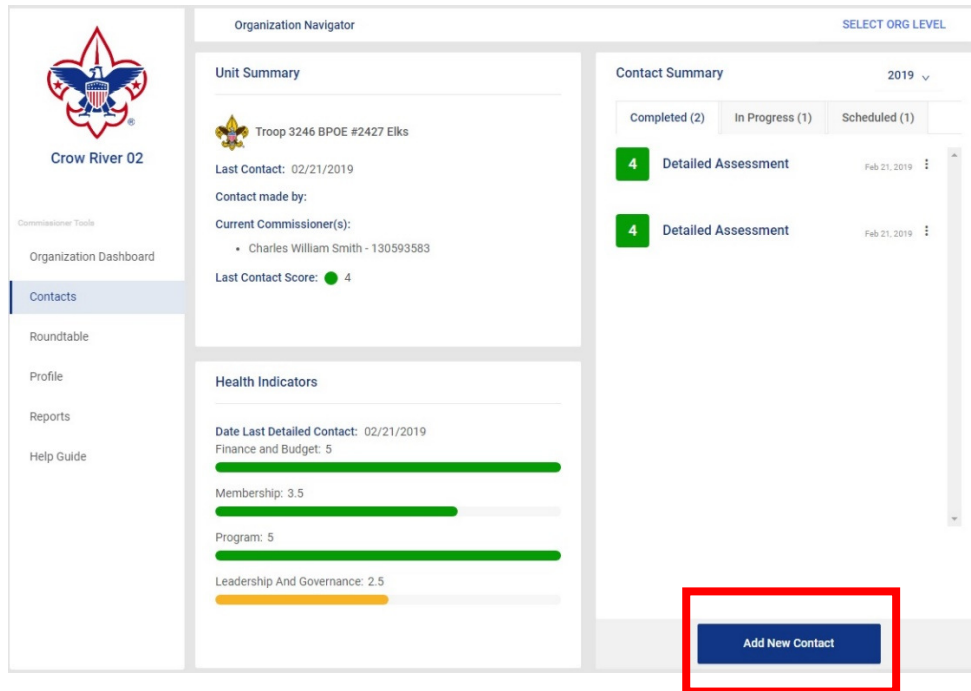 Crow River 02
Commissioner Tools
Organization Dashboard
Contacts
Roundtable
Profile
Reports
Help Guide
Organization Navigator
SELECT ORG LEVEL
Unit Summary
Troop 3246 BPOE #2427 Elks
Last Contact: 02/21/2019
Contact made by:
Current Commissioner(s):
• Charles William Smith - 130593583
Last Contact Score: 4
Health Indicators
Date Last Detailed Contact: 02/21/2019
Finance and Budget: 5
Membership: 3.5
Program: 5
Leadership And Governance: 2.5
Contact Summary
2019
Completed (2) In Progress (1) Scheduled (1)
4 Detailed Assessment Feb 21, 2019
4 Detailed Assessment Feb 21, 2019
Add New Contact